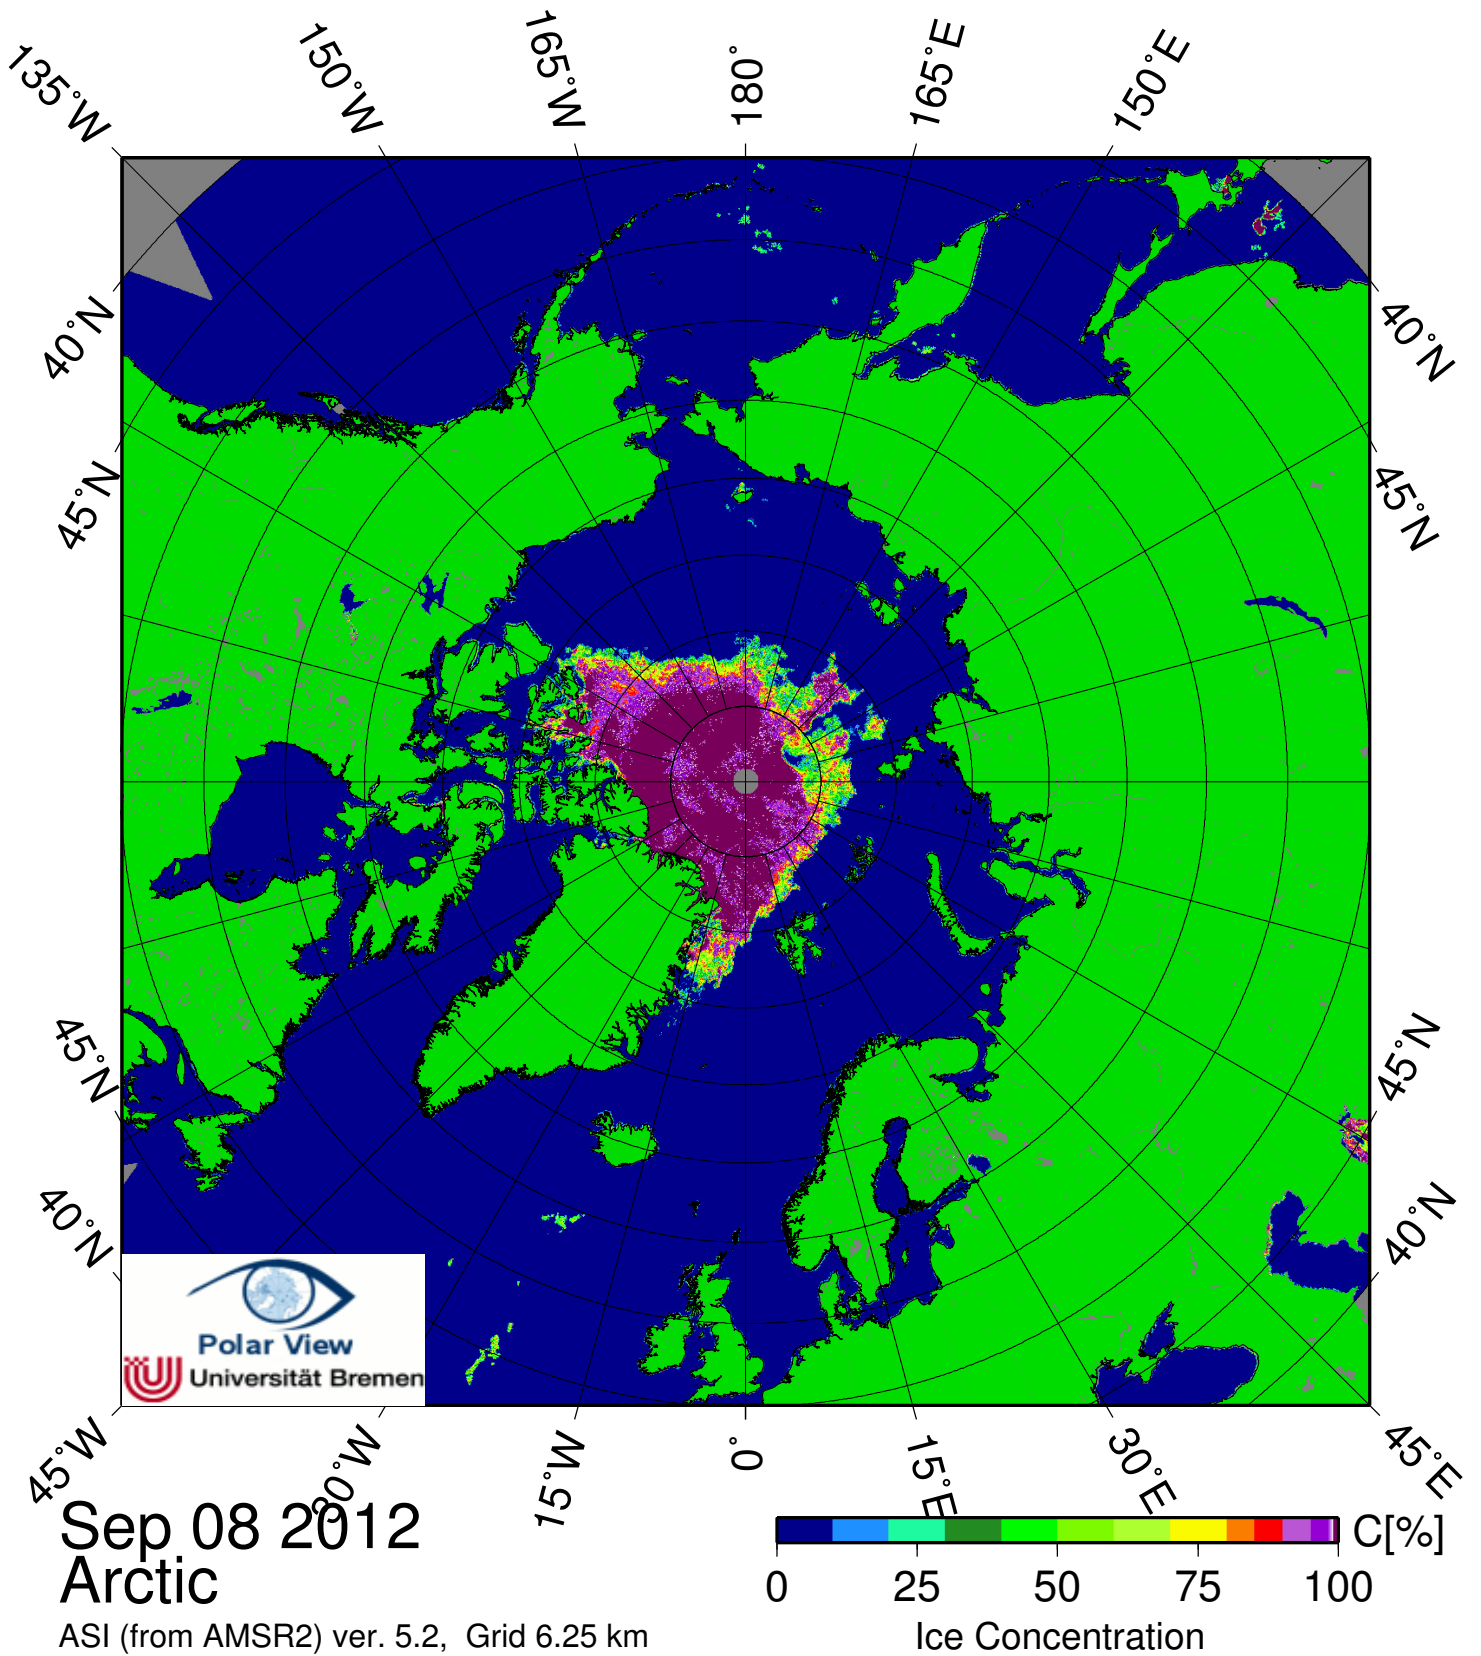 135°W
150°W
165°W
180°
165°E
150°E
40°N
40°N
45°N
45°N
45°N
45°N
40°N
40°N
Polar View
Universität Bremen
45°W
30°W
15°W
0°
15°E
30°E
45°E
Sep 08 2012
Arctic
ASI (from AMSR2) ver. 5.2, Grid 6.25 km
C[%]
0 25 50 75 100
Ice Concentration